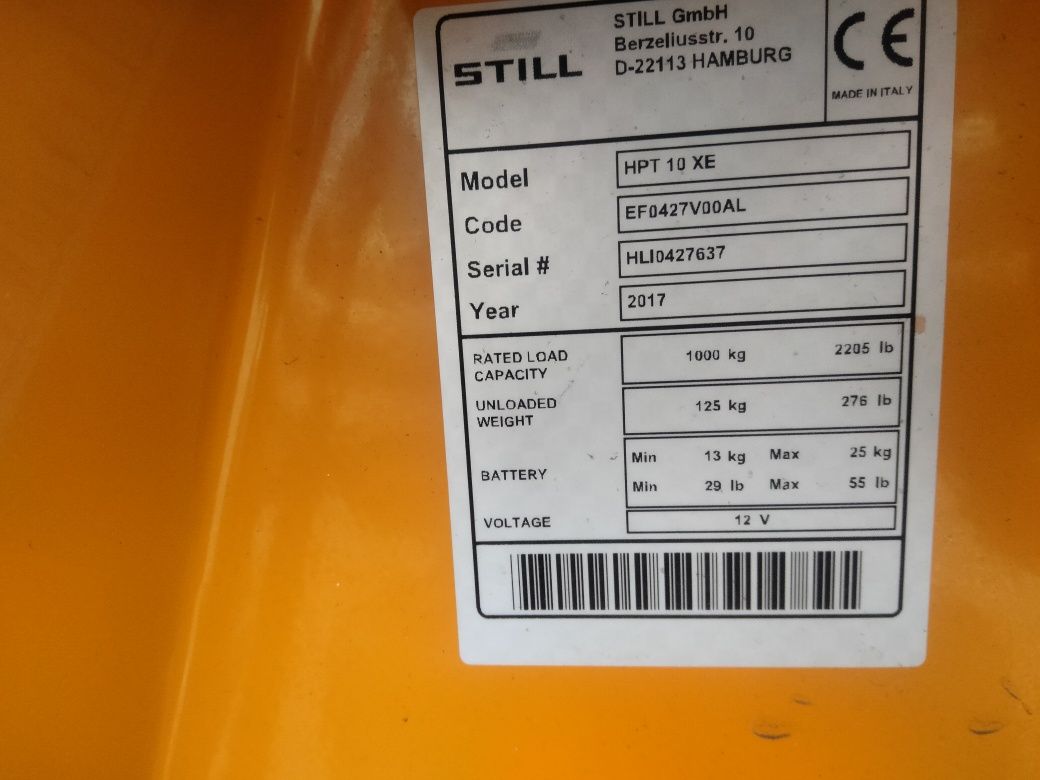 STILL
STILL GmbH
Berzeliusstr. 10
D-22113 HAMBURG
CE
MADE IN ITALY
Model HPT 10 XE
Code EF0427V00AL
Serial # HLI0427637
Year 2017
RATED LOAD CAPACITY 1000 kg 2205 lb
UNLOADED WEIGHT 125 kg 276 lb
BATTERY Min 13 kg Max 25 kg
Min 29 lb Max 55 lb
VOLTAGE 12 V